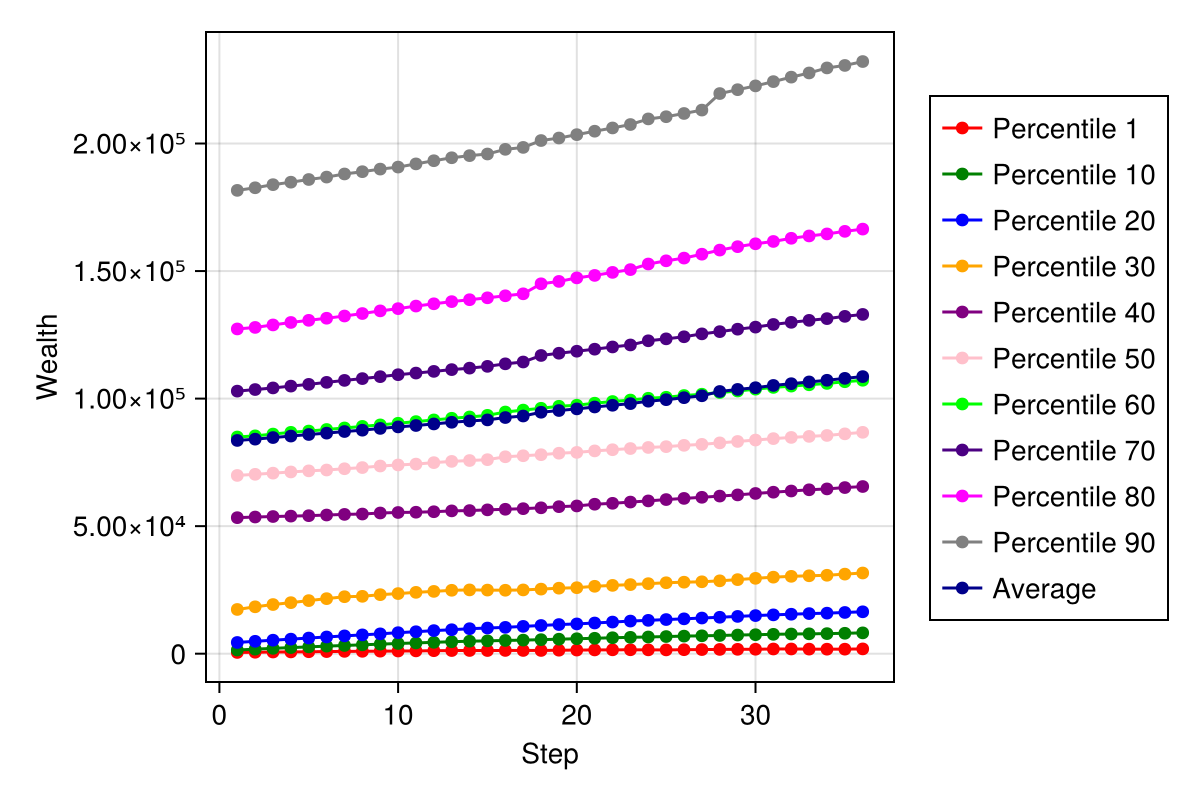 Wealth
2.00×10⁵
1.50×10⁵
1.00×10⁵
5.00×10⁴
0
0 10 20 30
Step
Percentile 1
Percentile 10
Percentile 20
Percentile 30
Percentile 40
Percentile 50
Percentile 60
Percentile 70
Percentile 80
Percentile 90
Average